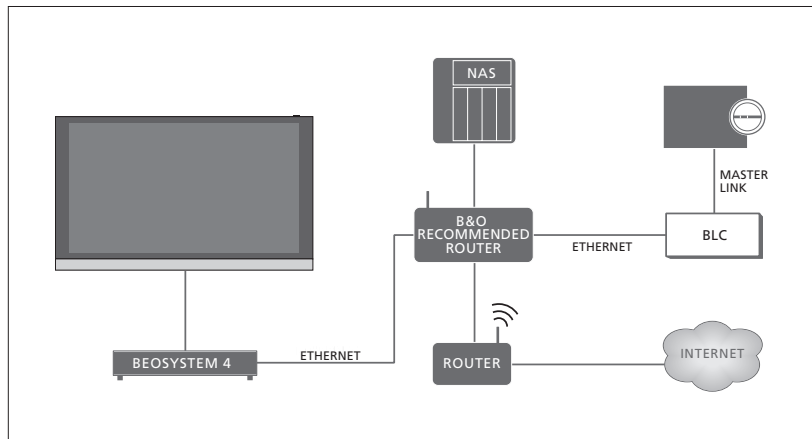 NAS
MASTER
LINK
B&O
RECOMMENDED
ROUTER
ETHERNET
BLC
BEOSYSTEM 4
ETHERNET
ROUTER
INTERNET